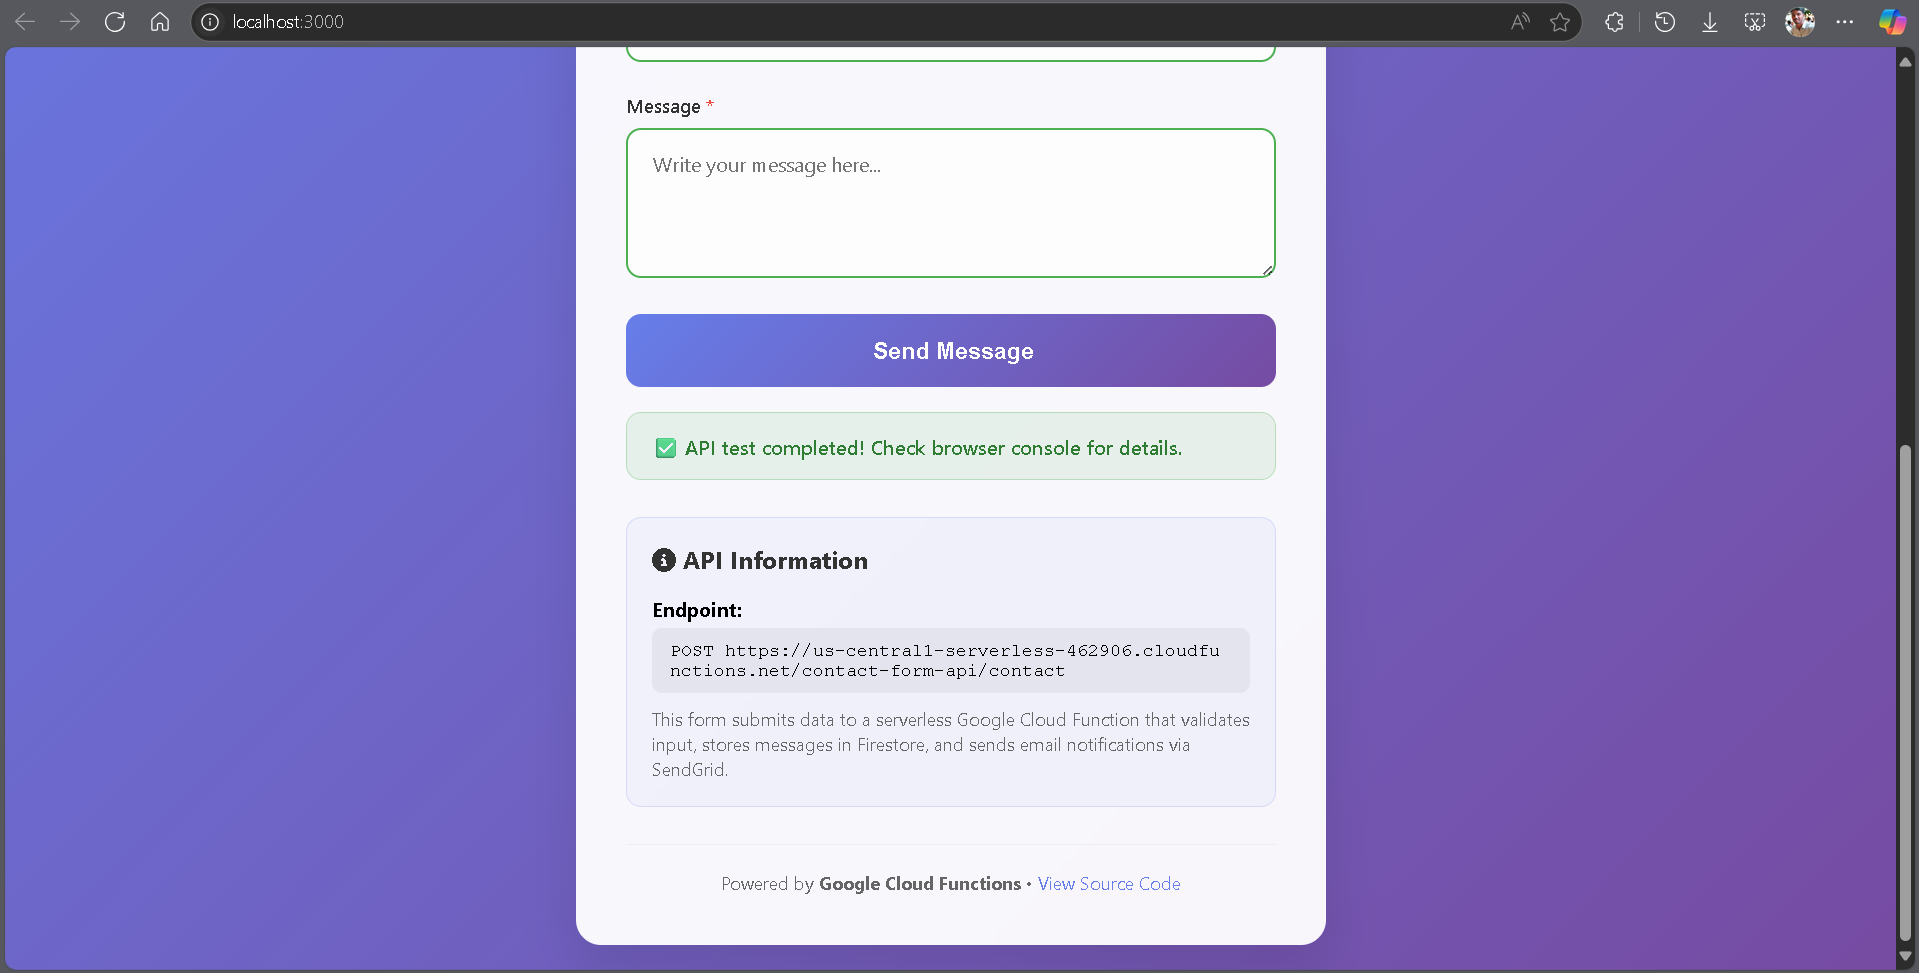 localhost:3000
Message *
Write your message here...
Send Message
✅ API test completed! Check browser console for details.
API Information
Endpoint:
POST https://us-central1-serverless-462906.cloudfu
nctions.net/contact-form-api/contact
This form submits data to a serverless Google Cloud Function that validates
input, stores messages in Firestore, and sends email notifications via
SendGrid.
Powered by Google Cloud Functions • View Source Code